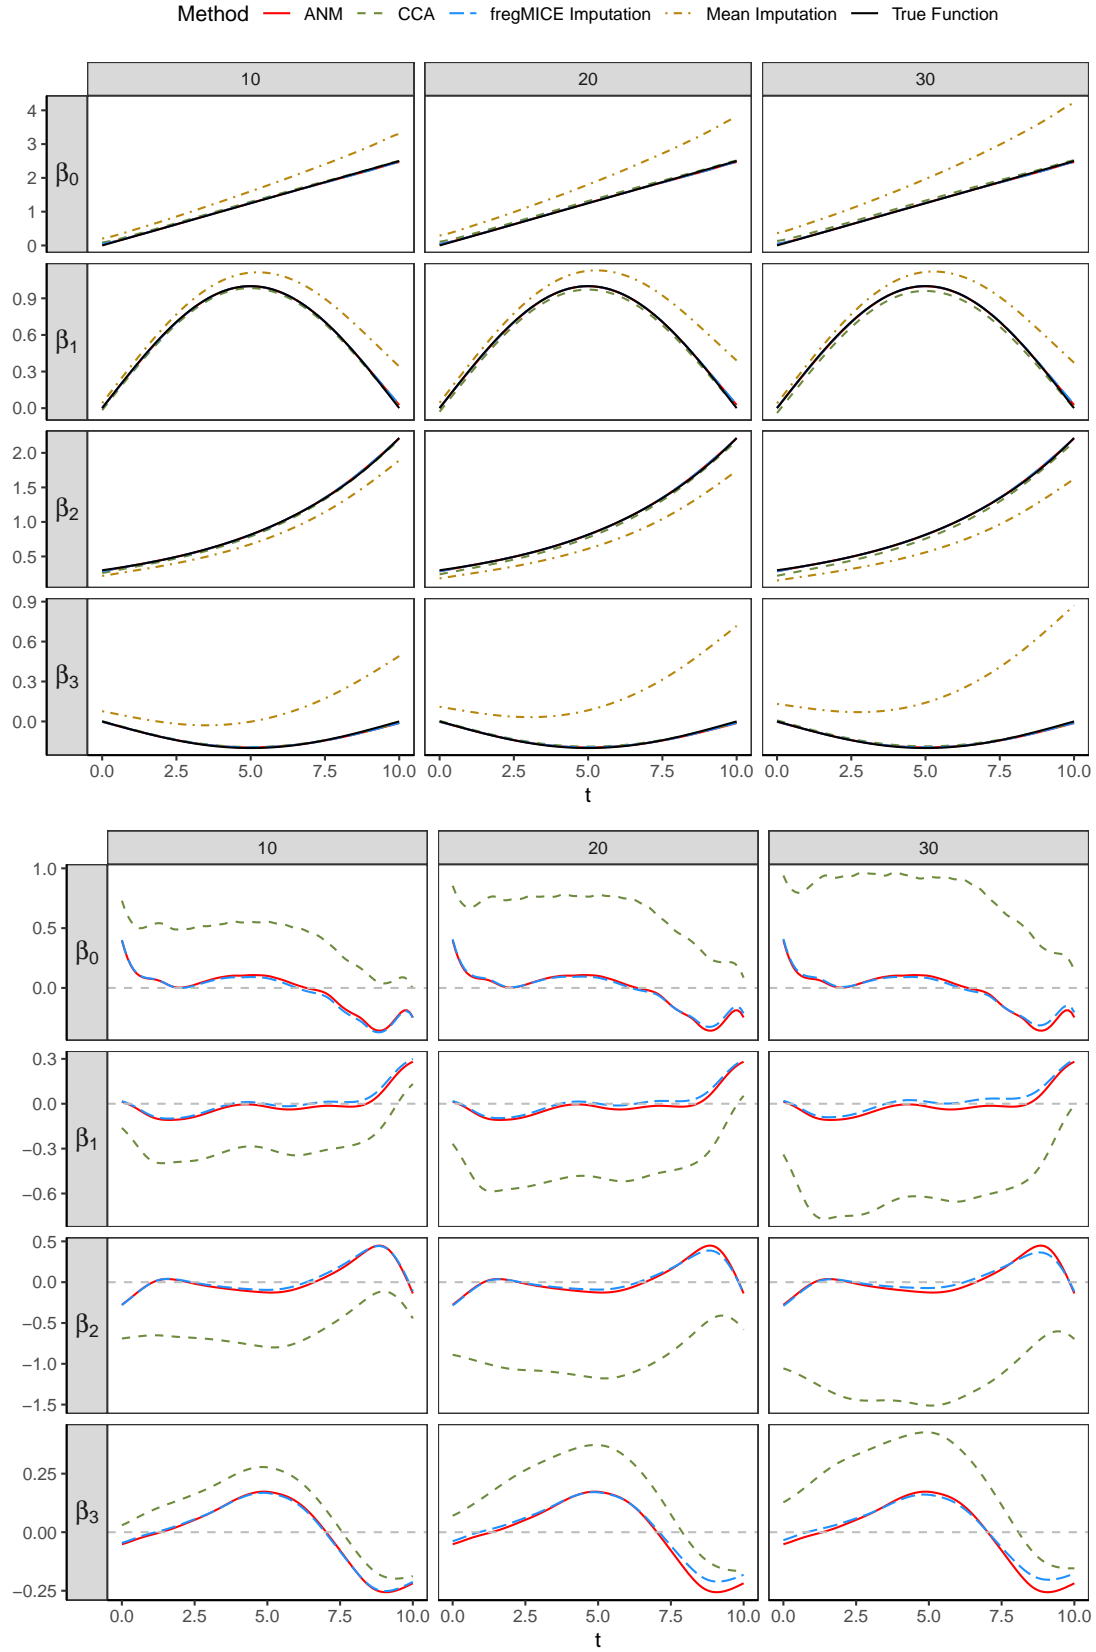 Method ANM CCA fregMICE Imputation Mean Imputation True Function
10 20 30
β0
4
3
2
1
0
β1
0.9
0.6
0.3
0.0
β2
2.0
1.5
1.0
0.5
β3
0.9
0.6
0.3
0.0
0.0 2.5 5.0 7.5 10.0 0.0 2.5 5.0 7.5 10.0 0.0 2.5 5.0 7.5 10.0
t
10 20 30
β0
1.0
0.5
0.0
β1
0.3
0.0
−0.3
−0.6
β2
0.5
0.0
−0.5
−1.0
−1.5
β3
0.25
0.00
−0.25
0.0 2.5 5.0 7.5 10.0 0.0 2.5 5.0 7.5 10.0 0.0 2.5 5.0 7.5 10.0
t